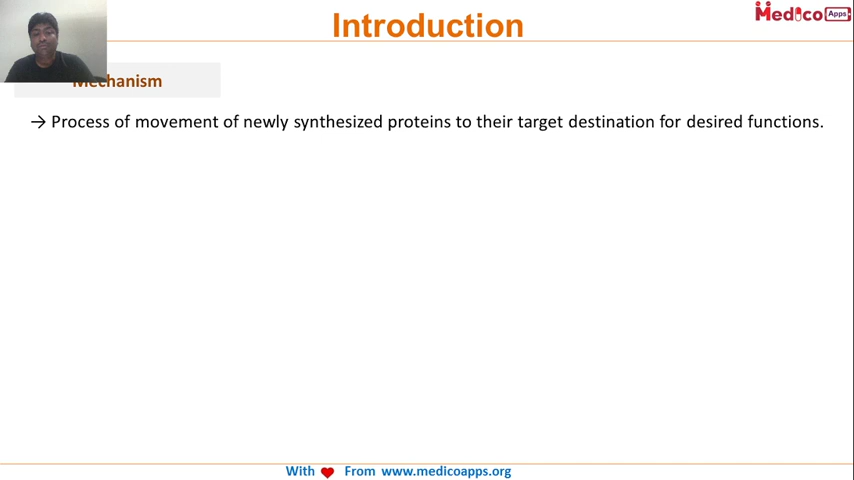 Introduction
Medico Apps
Mechanism
→ Process of movement of newly synthesized proteins to their target destination for desired functions.
With ❤ From www.medicoapps.org